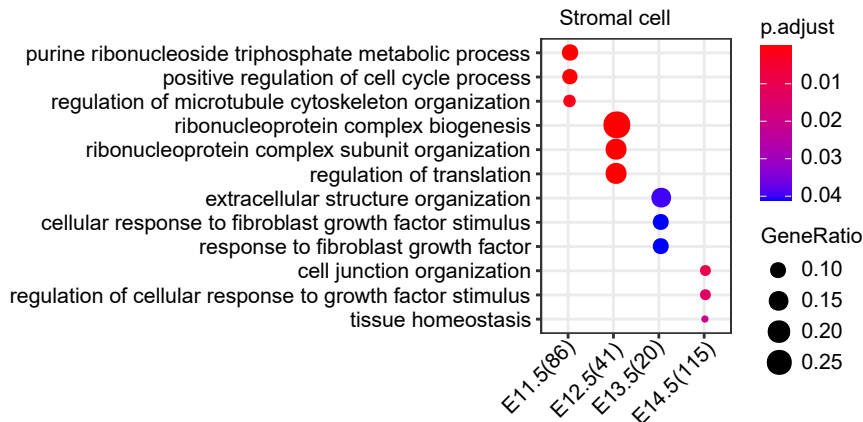 Stromal cell
purine ribonucleoside triphosphate metabolic process
positive regulation of cell cycle process
regulation of microtubule cytoskeleton organization
ribonucleoprotein complex biogenesis
ribonucleoprotein complex subunit organization
regulation of translation
extracellular structure organization
cellular response to fibroblast growth factor stimulus
response to fibroblast growth factor
cell junction organization
regulation of cellular response to growth factor stimulus
tissue homeostasis
E11.5(86)
E12.5(41)
E13.5(20)
E14.5(115)
p.adjust
0.01
0.02
0.03
0.04
GeneRatio
0.10
0.15
0.20
0.25